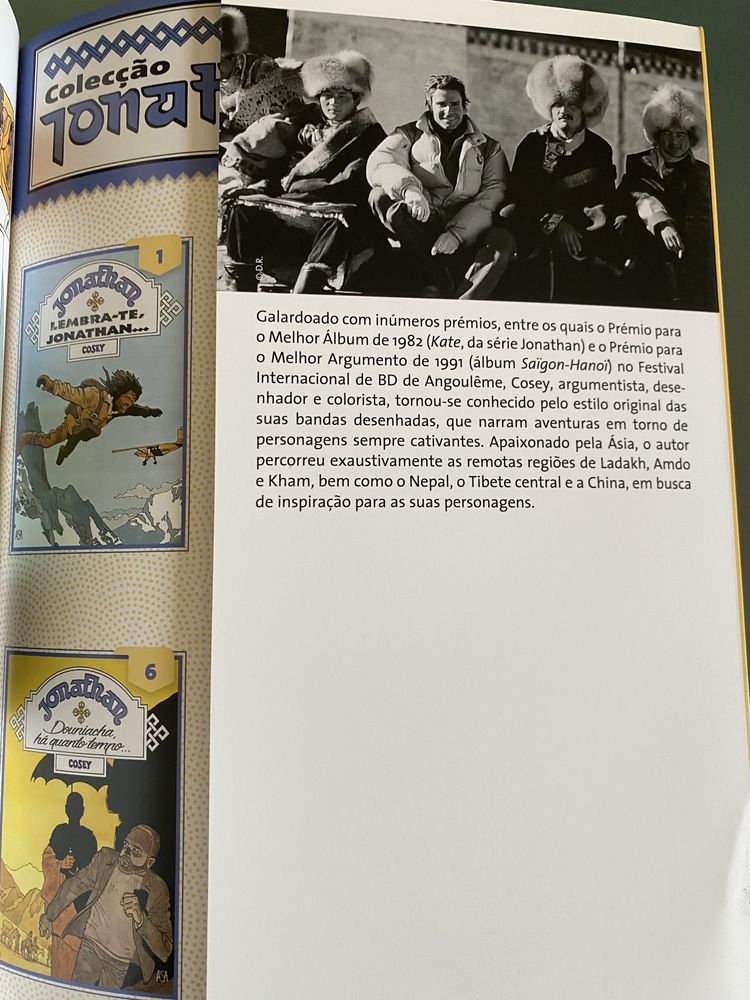 Colecção
Jonat
1
Jonathan
LEMBRA-TE,
JONATHAN...
COSEY
ASA
6
Jonathan
Douniacha,
há quanto tempo...
COSEY
ASA
© D.R.
Galardoado com inúmeros prémios, entre os quais o Prémio para
o Melhor Álbum de 1982 (Kate, da série Jonathan) e o Prémio para
o Melhor Argumento de 1991 (álbum Saïgon-Hanoï) no Festival
Internacional de BD de Angoulême, Cosey, argumentista, dese-
nhador e colorista, tornou-se conhecido pelo estilo original das
suas bandas desenhadas, que narram aventuras em torno de
personagens sempre cativantes. Apaixonado pela Ásia, o autor
percorreu exaustivamente as remotas regiões de Ladakh, Amdo
e Kham, bem como o Nepal, o Tibete central e a China, em busca
de inspiração para as suas personagens.